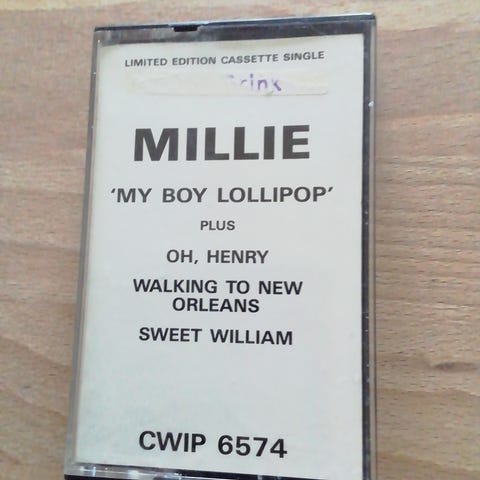 LIMITED EDITION CASSETTE SINGLE
MILLIE
'MY BOY LOLLIPOP'
PLUS
OH, HENRY
WALKING TO NEW
ORLEANS
SWEET WILLIAM
CWIP 6574